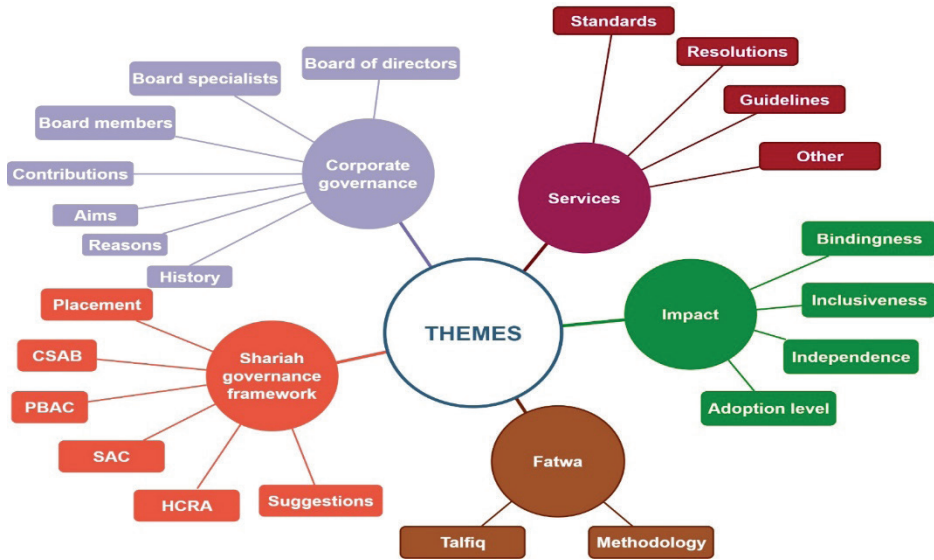 Standards
Resolutions
Guidelines
Other
Services
Board of directors
Board specialists
Board members
Contributions
Aims
Reasons
History
Corporate
governance
THEMES
Bindingness
Inclusiveness
Independence
Adoption level
Impact
Placement
CSAB
PBAC
SAC
HCRA
Suggestions
Shariah
governance
framework
Fatwa
Talfiq
Methodology